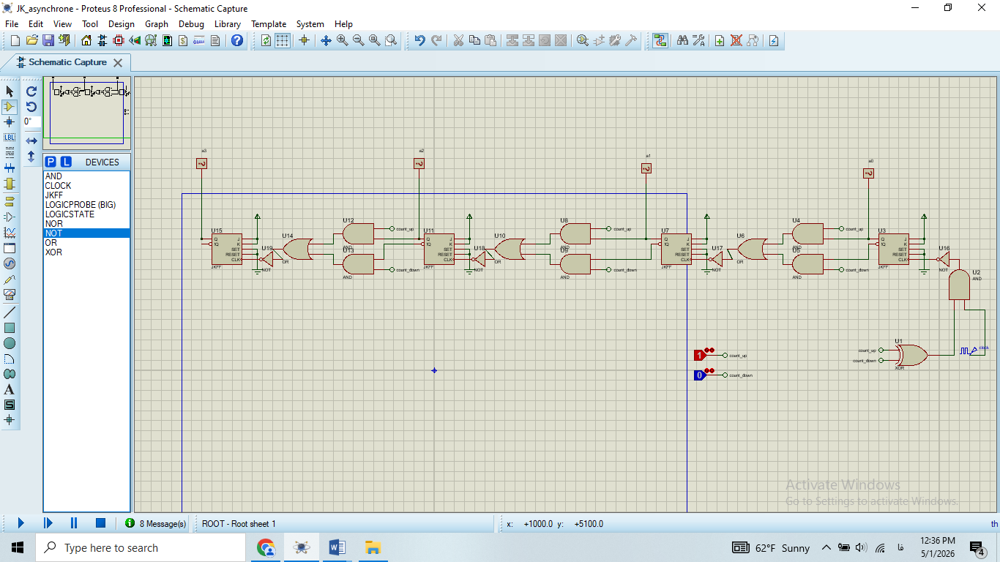 JK_asynchrone - Proteus 8 Professional - Schematic Capture
File Edit View Tool Design Graph Debug Library Template System Help
Schematic Capture
0°
P L DEVICES
AND
CLOCK
JKFF
LOGICPROBE (BIG)
LOGICSTATE
NOR
NOT
OR
XOR
LBL
A
S
a3 a2 a1 a0
? ? ? ?
U15 U14 U12 U11 U10 U8 U7 U6 U4 U3
count_up count_up count_up
Q J Q J Q J Q J
Q K Q K Q K Q K
SET SET SET SET
RESET RESET RESET RESET
CLK CLK CLK CLK
U19 U13 U18 U9 U17 U5 U16
AND AND AND
JKFF NOT OR AND count_down JKFF NOT OR AND count_down JKFF NOT OR AND count_down JKFF NOT
U2
AND
U1
count_up
count_down
XOR
clock
1 count_up
0 count_down
Activate Windows
Go to Settings to activate Windows.
8 Message(s) ROOT - Root sheet 1 x: +1000.0 y: +5100.0 th
Type here to search
62°F Sunny
فا
12:36 PM
5/1/2026
4